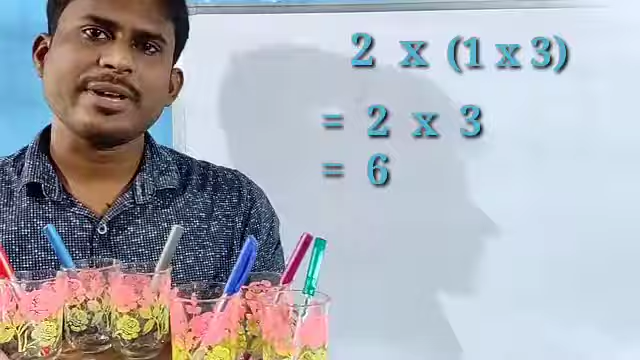 2 x (1 x 3)
= 2 x 3
= 6